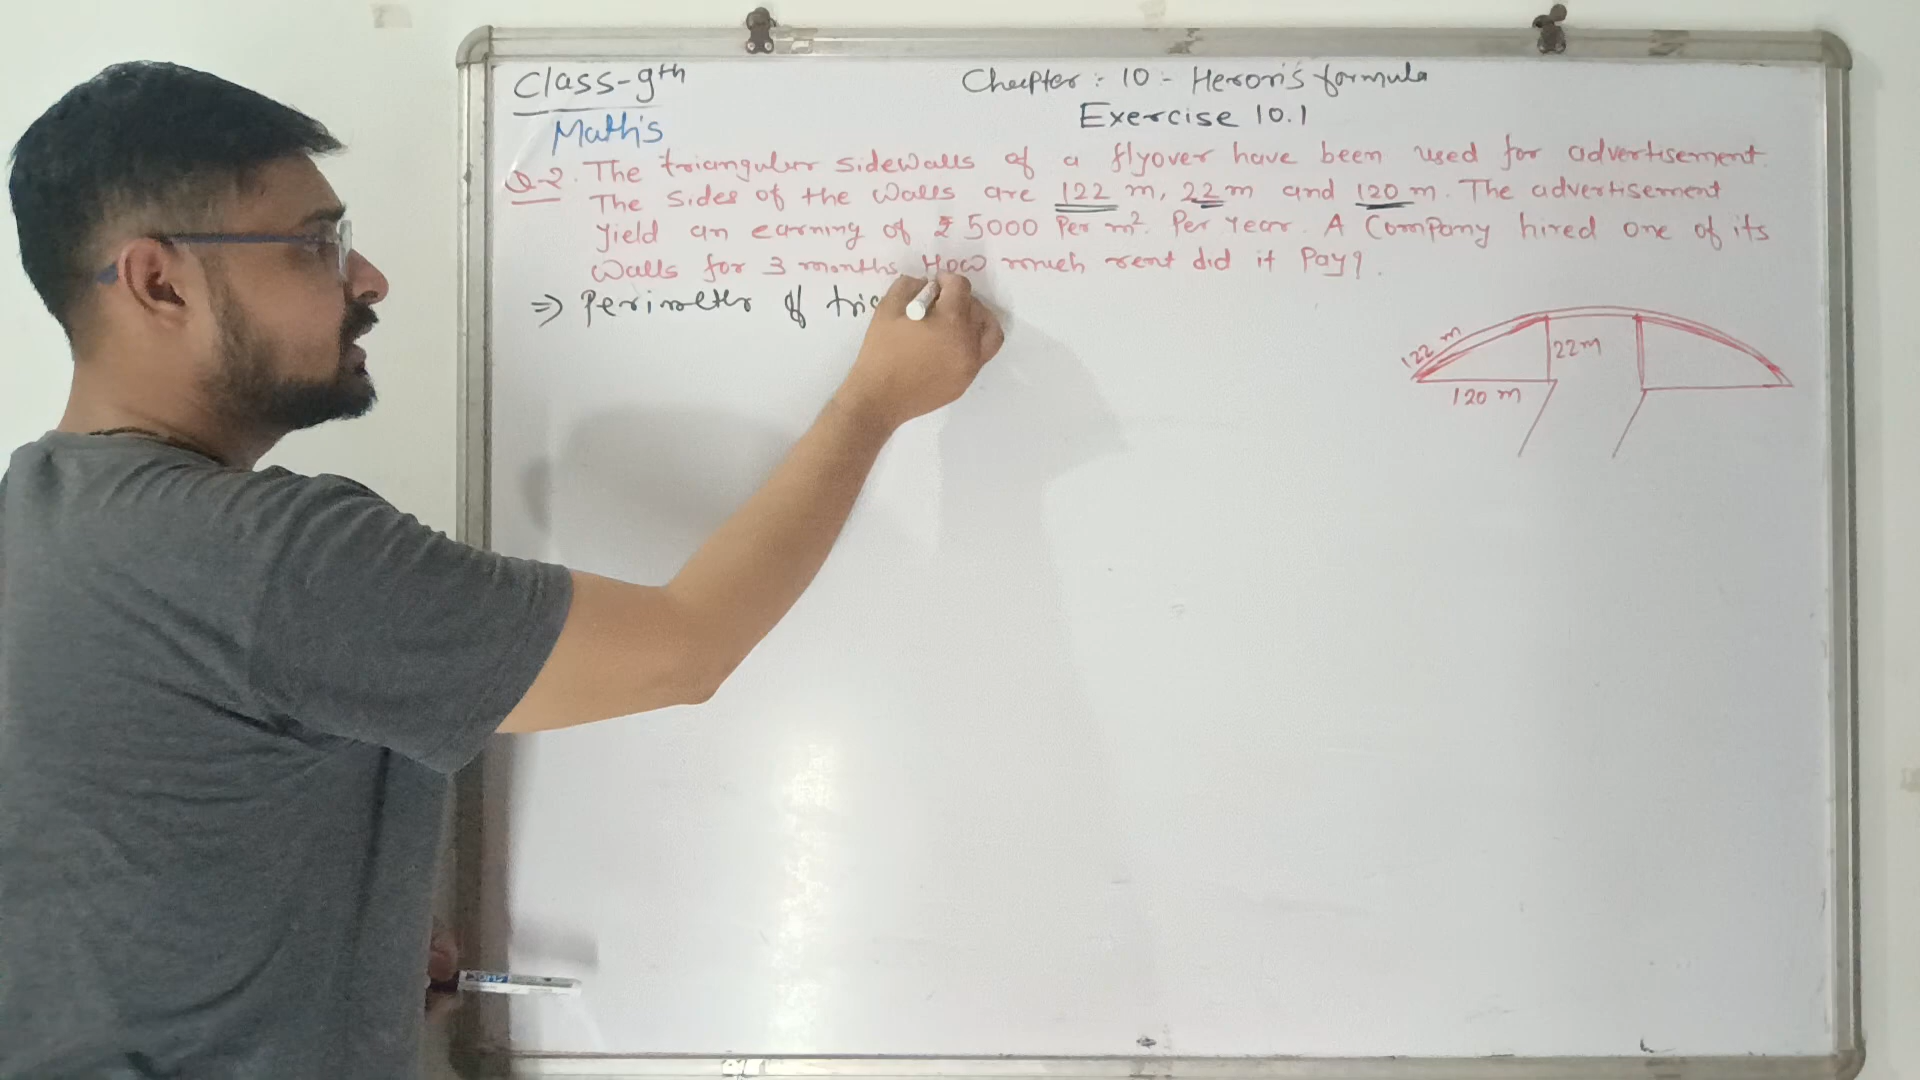 Class-9th
Chapter : 10 - Heron's formula
Maths
Exercise 10.1
Q-2. The triangular sidewalls of a flyover have been used for advertisement.
The sides of the walls are 122 m, 22 m and 120 m. The advertisement
yield an earning of ₹ 5000 Per m². Per Year. A Company hired one of its
walls for 3 months. How much rent did it Pay?
⇒ Perimeter of
122 m
22m
120 m